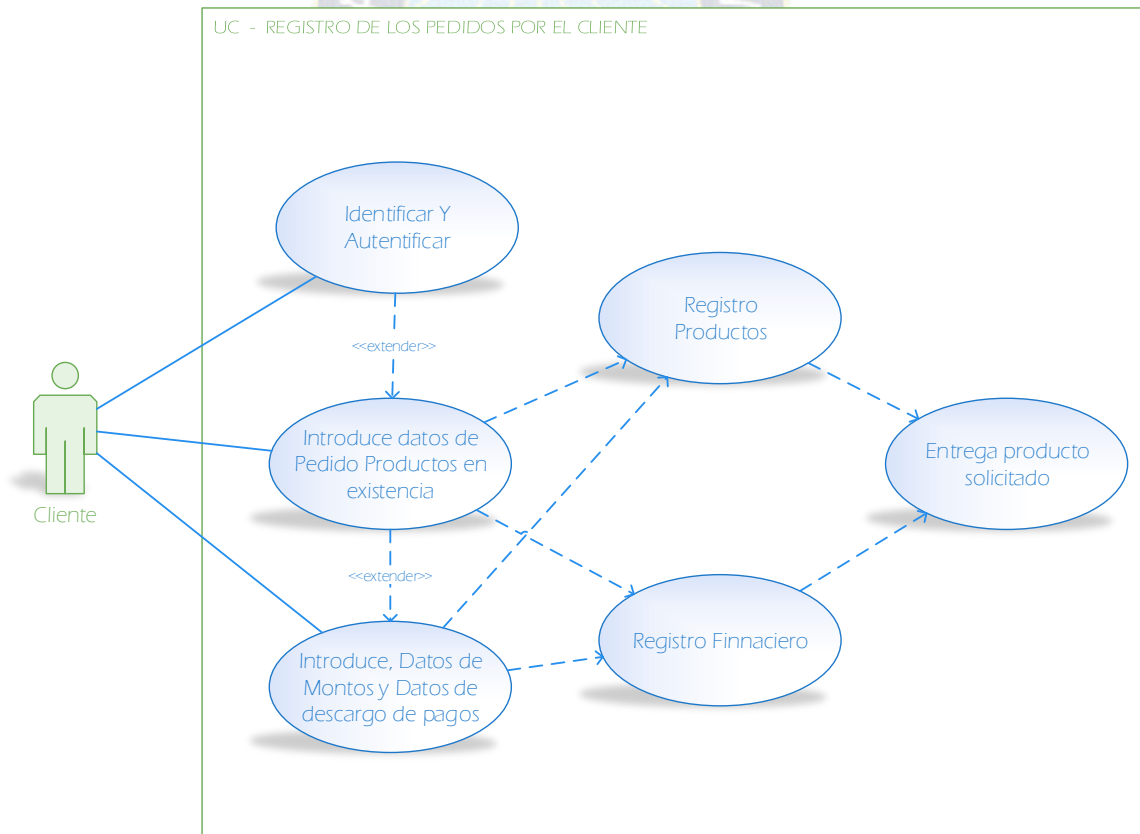 UC - REGISTRO DE LOS PEDIDOS POR EL CLIENTE
Identificar Y
Autentificar
Registro
Productos
<<extender>>
Introduce datos de
Pedido Productos en
existencia
Entrega producto
solicitado
Cliente
<<extender>>
Registro Finnaciero
Introduce, Datos de
Montos y Datos de
descargo de pagos